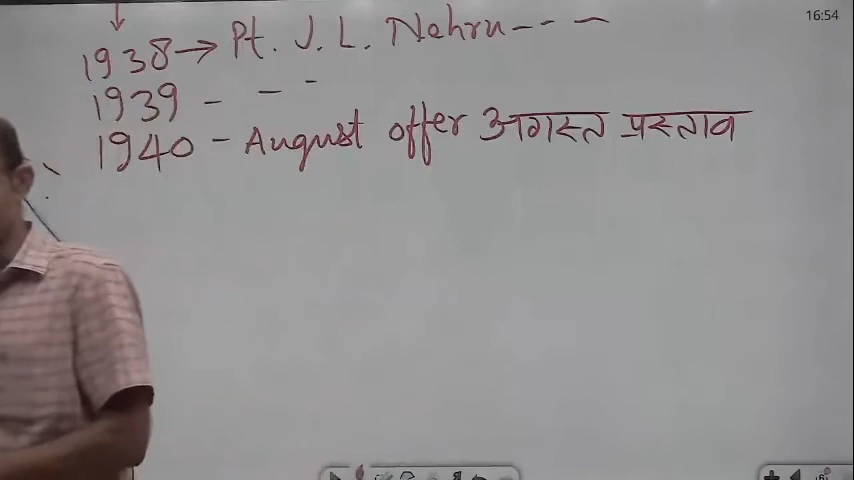 16:54
1938 → Pt. J. L. Nehru - - -
1939 - - -
1940 - August offer अगस्त प्रस्ताव